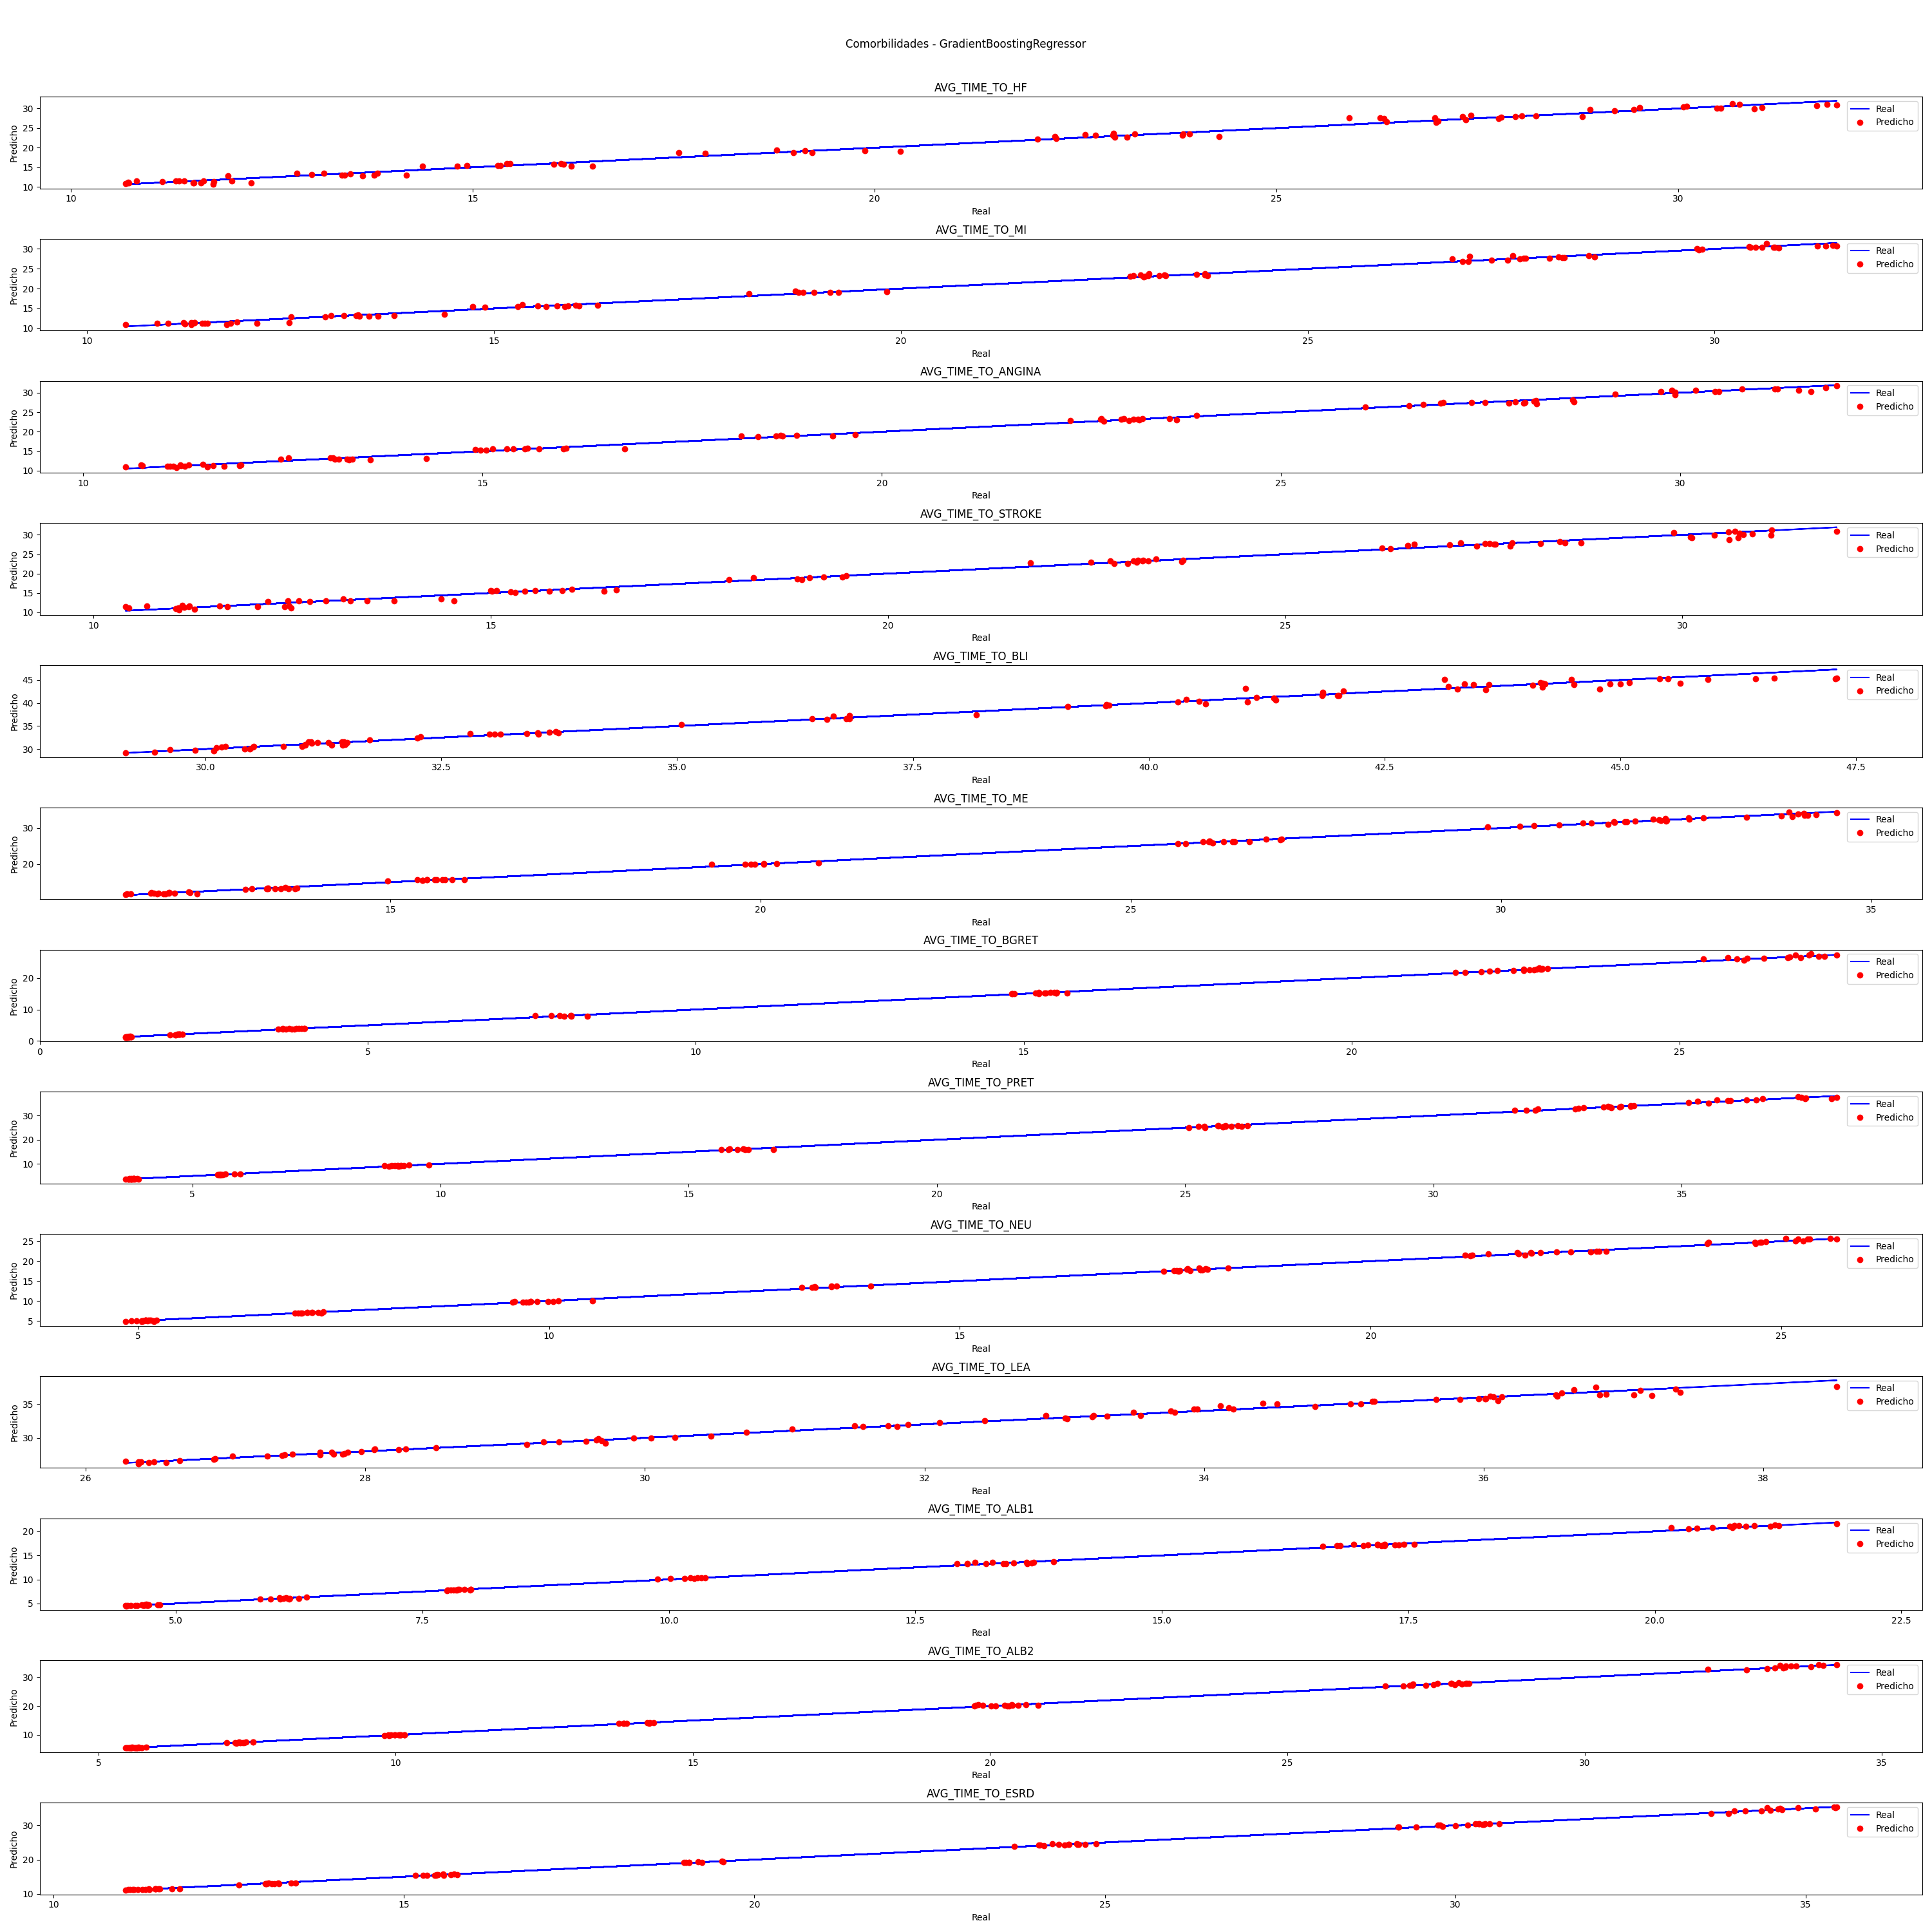 Comorbilidades - GradientBoostingRegressor
AVG_TIME_TO_HF
Predicho
30
25
20
15
10
Real
Predicho
10 15 20 25 30
Real
AVG_TIME_TO_MI
Predicho
30
25
20
15
10
Real
Predicho
10 15 20 25 30
Real
AVG_TIME_TO_ANGINA
Predicho
30
25
20
15
10
Real
Predicho
10 15 20 25 30
Real
AVG_TIME_TO_STROKE
Predicho
30
25
20
15
10
Real
Predicho
10 15 20 25 30
Real
AVG_TIME_TO_BLI
Predicho
45
40
35
30
Real
Predicho
30.0 32.5 35.0 37.5 40.0 42.5 45.0 47.5
Real
AVG_TIME_TO_ME
Predicho
30
20
Real
Predicho
15 20 25 30 35
Real
AVG_TIME_TO_BGRET
Predicho
20
10
0
Real
Predicho
0 5 10 15 20 25
Real
AVG_TIME_TO_PRET
Predicho
30
20
10
Real
Predicho
5 10 15 20 25 30 35
Real
AVG_TIME_TO_NEU
Predicho
25
20
15
10
5
Real
Predicho
5 10 15 20 25
Real
AVG_TIME_TO_LEA
Predicho
35
30
Real
Predicho
26 28 30 32 34 36 38
Real
AVG_TIME_TO_ALB1
Predicho
20
15
10
5
Real
Predicho
5.0 7.5 10.0 12.5 15.0 17.5 20.0 22.5
Real
AVG_TIME_TO_ALB2
Predicho
30
20
10
Real
Predicho
5 10 15 20 25 30 35
Real
AVG_TIME_TO_ESRD
Predicho
30
20
10
Real
Predicho
10 15 20 25 30 35
Real